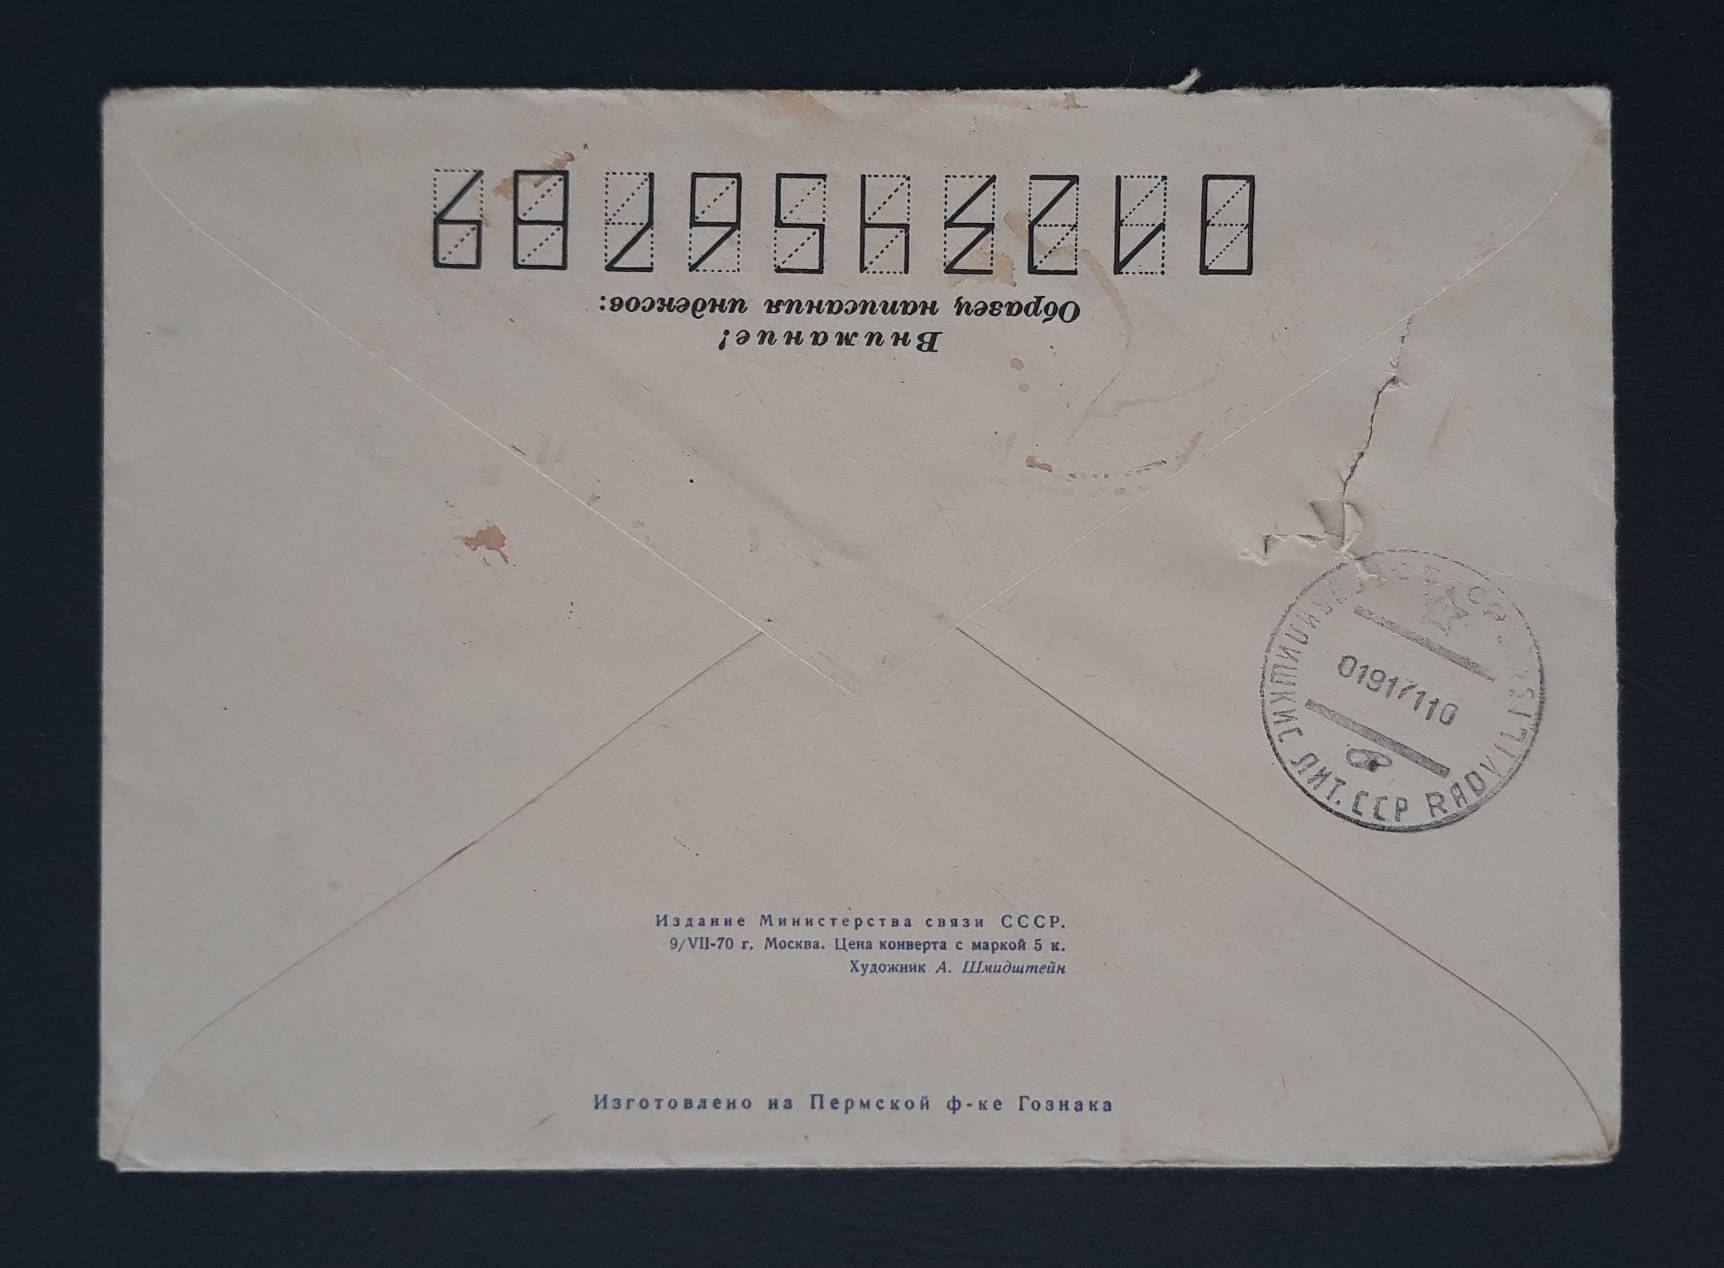 Внимание!
Образец написания индексов:
0123456789
ЛИТ. ССР RADVILIŠ
01917110
Издание Министерства связи СССР.
9/VII-70 г. Москва. Цена конверта с маркой 5 к.
Художник А. Шмидштейн
Изготовлено на Пермской ф-ке Гознака